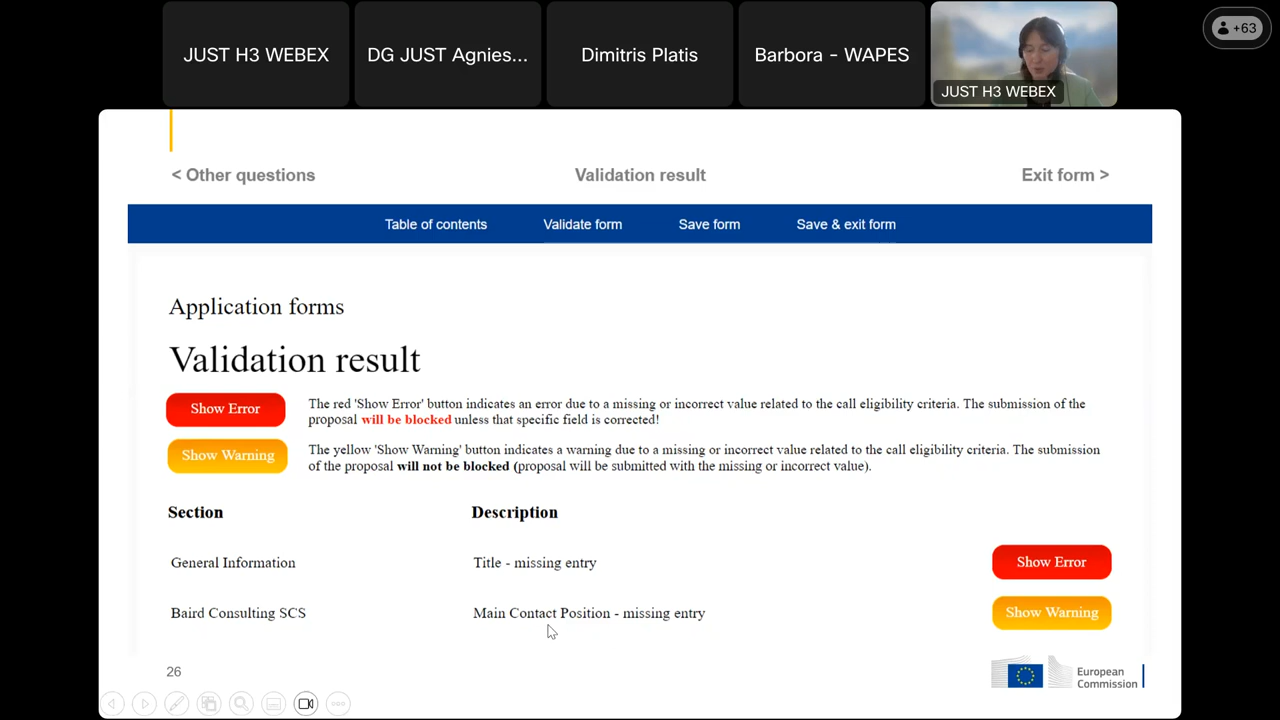 JUST H3 WEBEX
DG JUST Agnies...
Dimitris Platis
Barbora - WAPES
JUST H3 WEBEX
+63
< Other questions
Validation result
Exit form >
Table of contents
Validate form
Save form
Save & exit form
Application forms
Validation result
Show Error
The red 'Show Error' button indicates an error due to a missing or incorrect value related to the call eligibility criteria. The submission of the
proposal will be blocked unless that specific field is corrected!
Show Warning
The yellow 'Show Warning' button indicates a warning due to a missing or incorrect value related to the call eligibility criteria. The submission
of the proposal will not be blocked (proposal will be submitted with the missing or incorrect value).
Section
Description
General Information
Title - missing entry
Show Error
Baird Consulting SCS
Main Contact Position - missing entry
Show Warning
26
European
Commission